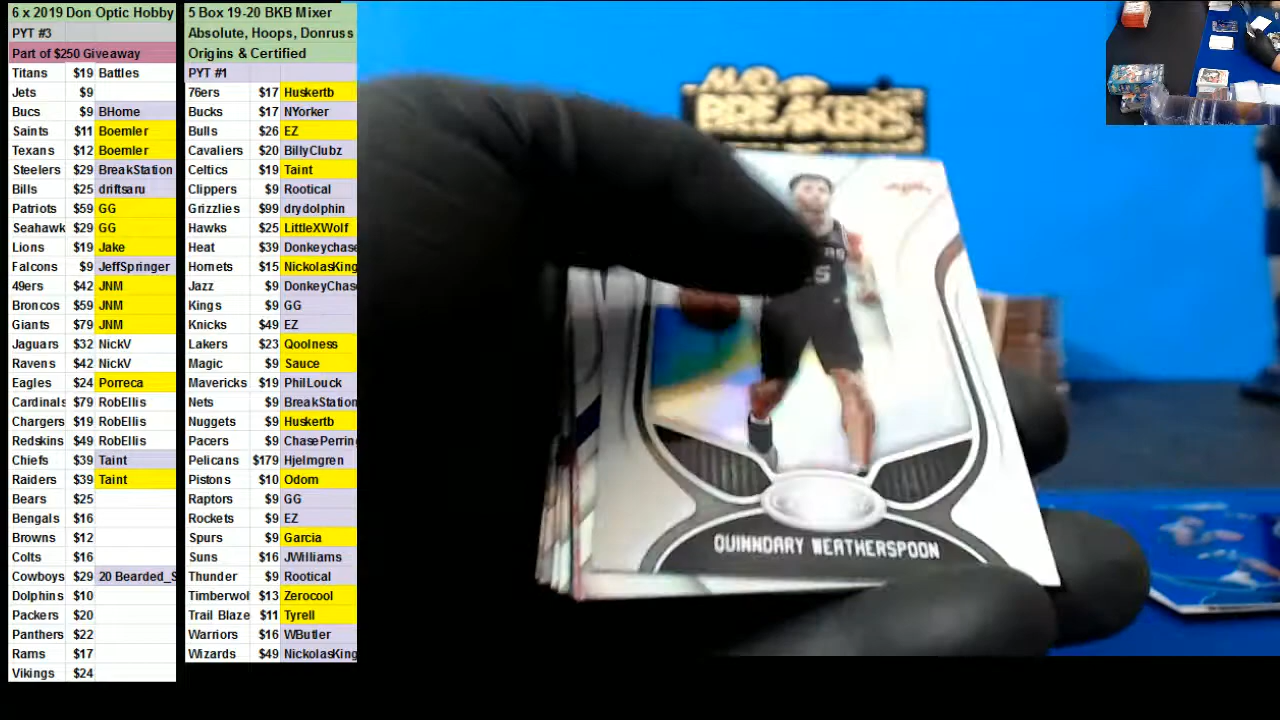 6 x 2019 Don Optic Hobby
PYT #3
Part of $250 Giveaway
Titans $19 Battles
Jets $9
Bucs $9 BHome
Saints $11 Boemler
Texans $12 Boemler
Steelers $29 BreakStation
Bills $25 driftsaru
Patriots $59 GG
Seahawk $29 GG
Lions $19 Jake
Falcons $9 JeffSpringer
49ers $42 JNM
Broncos $59 JNM
Giants $79 JNM
Jaguars $32 NickV
Ravens $42 NickV
Eagles $24 Porreca
Cardinals $79 RobEllis
Chargers $19 RobEllis
Redskins $49 RobEllis
Chiefs $39 Taint
Raiders $39 Taint
Bears $25
Bengals $16
Browns $12
Colts $16
Cowboys $29 20 Bearded_S
Dolphins $10
Packers $20
Panthers $22
Rams $17
Vikings $24
5 Box 19-20 BKB Mixer
Absolute, Hoops, Donruss
Origins & Certified
PYT #1
76ers $17 Huskertb
Bucks $17 NYorker
Bulls $26 EZ
Cavaliers $20 BillyClubz
Celtics $19 Taint
Clippers $9 Rootical
Grizzlies $99 drydolphin
Hawks $25 LittleXWolf
Heat $39 Donkeychase
Hornets $15 NickolasKing
Jazz $9 DonkeyChase
Kings $9 GG
Knicks $49 EZ
Lakers $23 Qoolness
Magic $9 Sauce
Mavericks $19 PhilLouck
Nets $9 BreakStation
Nuggets $9 Huskertb
Pacers $9 ChasePerrin
Pelicans $179 Hjelmgren
Pistons $10 Odom
Raptors $9 GG
Rockets $9 EZ
Spurs $9 Garcia
Suns $16 JWilliams
Thunder $9 Rootical
Timberwol $13 Zerocool
Trail Blaze $11 Tyrell
Warriors $16 WButler
Wizards $49 NickolasKing
BREAKERS
QUINNDARY WEATHERSPOON